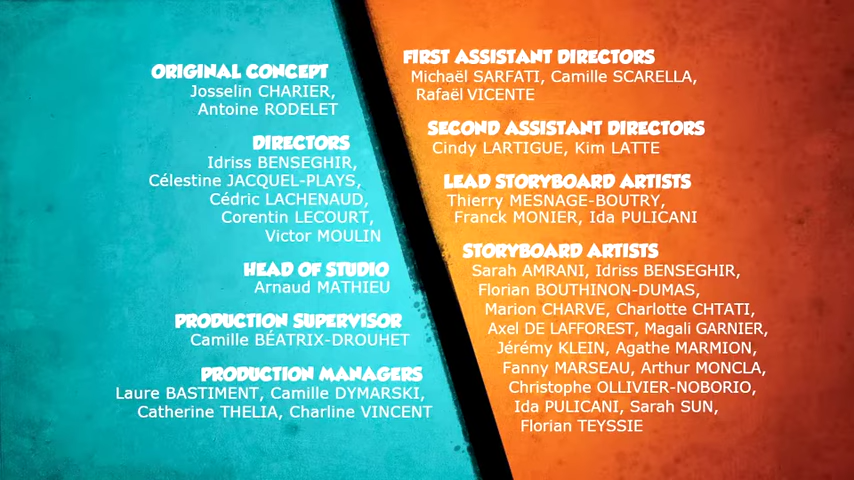 ORIGINAL CONCEPT
Josselin CHARIER,
Antoine RODELET
DIRECTORS
Idriss BENSEGHIR,
Célestine JACQUEL-PLAYS,
Cédric LACHENAUD,
Corentin LECOURT,
Victor MOULIN
HEAD OF STUDIO
Arnaud MATHIEU
PRODUCTION SUPERVISOR
Camille BÉATRIX-DROUHET
PRODUCTION MANAGERS
Laure BASTIMENT, Camille DYMARSKI,
Catherine THELIA, Charline VINCENT
FIRST ASSISTANT DIRECTORS
Michaël SARFATI, Camille SCARELLA,
Rafaël VICENTE
SECOND ASSISTANT DIRECTORS
Cindy LARTIGUE, Kim LATTE
LEAD STORYBOARD ARTISTS
Thierry MESNAGE-BOUTRY,
Franck MONIER, Ida PULICANI
STORYBOARD ARTISTS
Sarah AMRANI, Idriss BENSEGHIR,
Florian BOUTHINON-DUMAS,
Marion CHARVE, Charlotte CHTATI,
Axel DE LAFFOREST, Magali GARNIER,
Jérémy KLEIN, Agathe MARMION,
Fanny MARSEAU, Arthur MONCLA,
Christophe OLLIVIER-NOBORIO,
Ida PULICANI, Sarah SUN,
Florian TEYSSIE